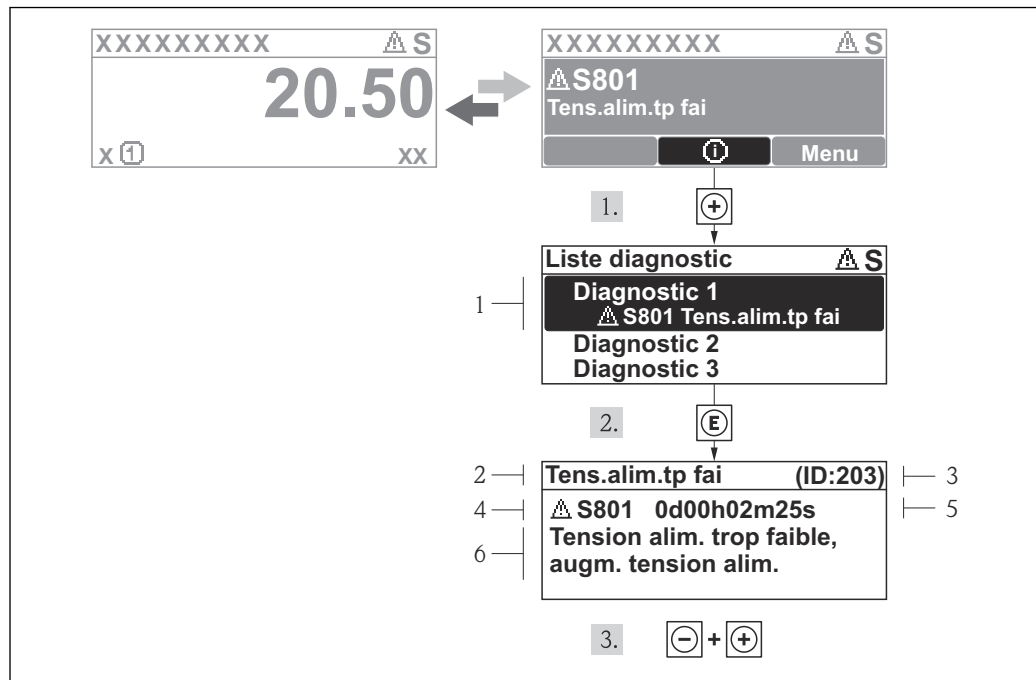 XXXXXXXXX ⚠ S
20.50
x ① xx
XXXXXXXXX ⚠ S
⚠ S801
Tens.alim.tp fai
ⓘ Menu
1. +
Liste diagnostic ⚠ S
1
Diagnostic 1
⚠ S801 Tens.alim.tp fai
Diagnostic 2
Diagnostic 3
2. E
2 Tens.alim.tp fai (ID:203) 3
4 ⚠ S801 0d00h02m25s 5
6
Tension alim. trop faible,
augm. tension alim.
3. - + +